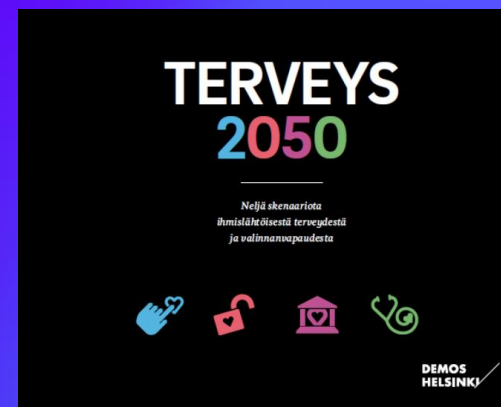 TERVEYS
2050
Neljä skenaariota
ihmislähtöisestä terveydestä
ja valinnanvapaudesta
DEMOS
HELSINKI